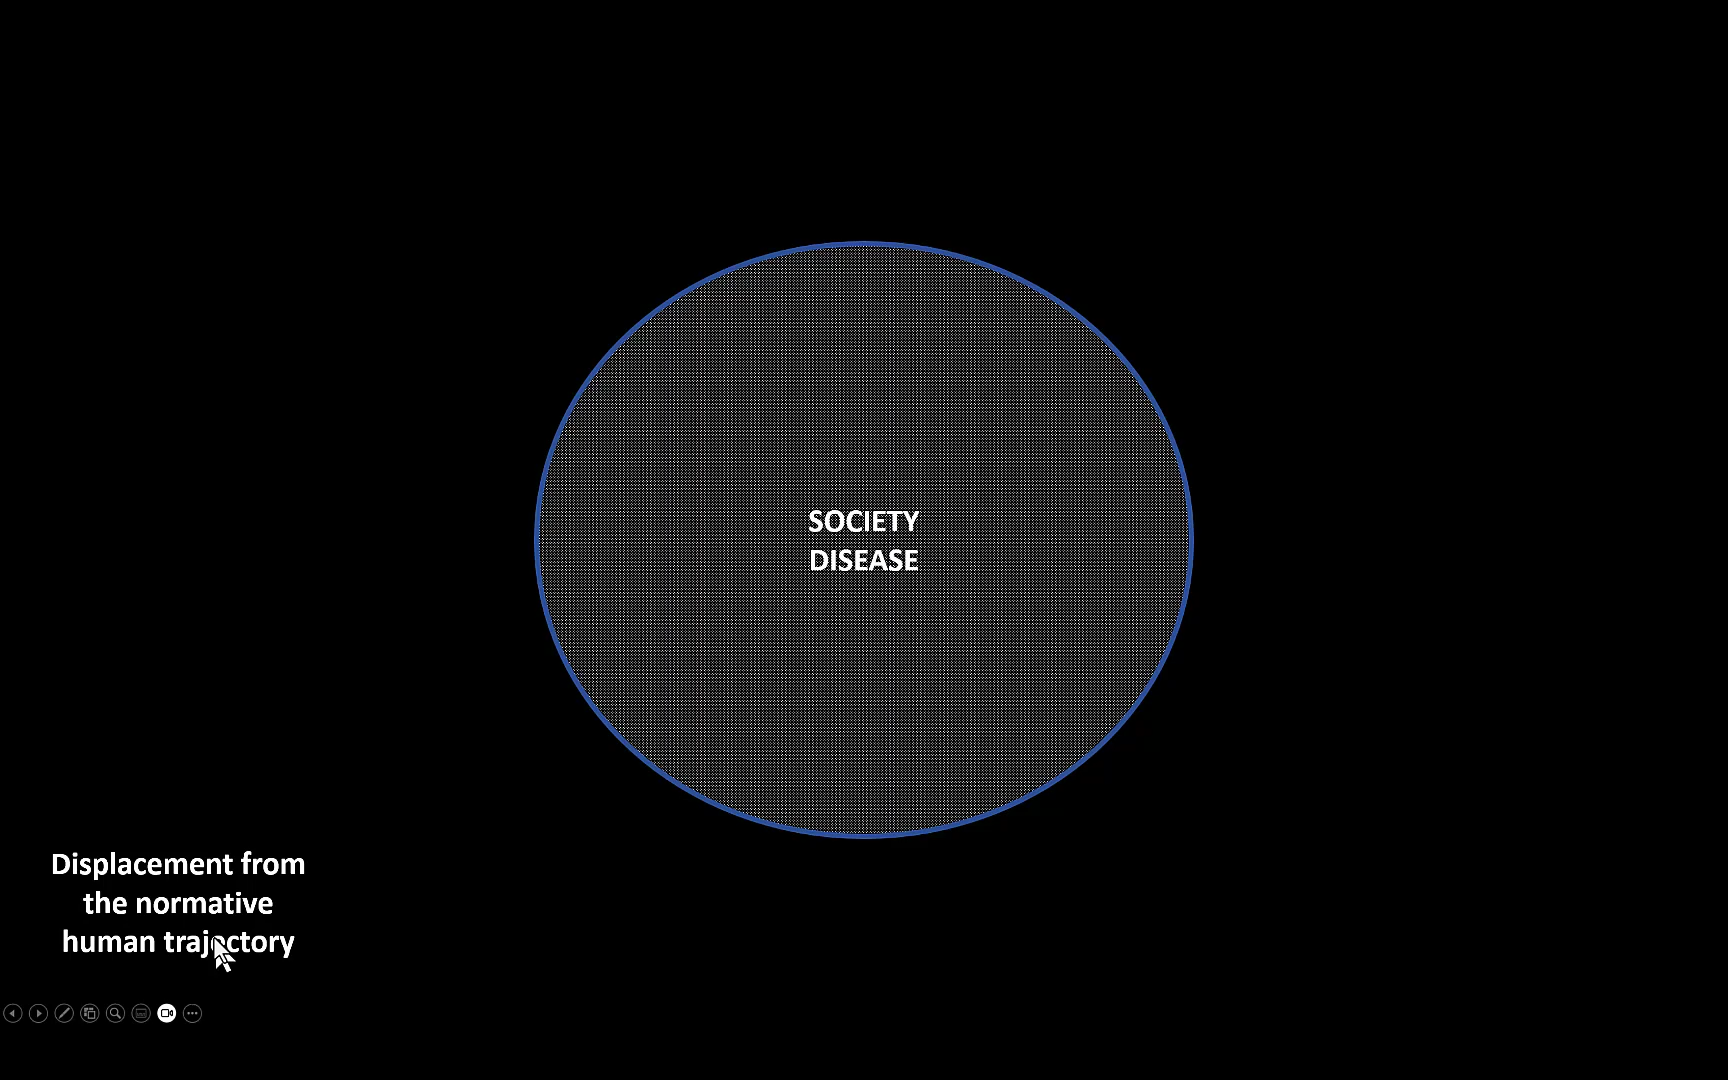 SOCIETY
DISEASE
Displacement from
the normative
human trajectory